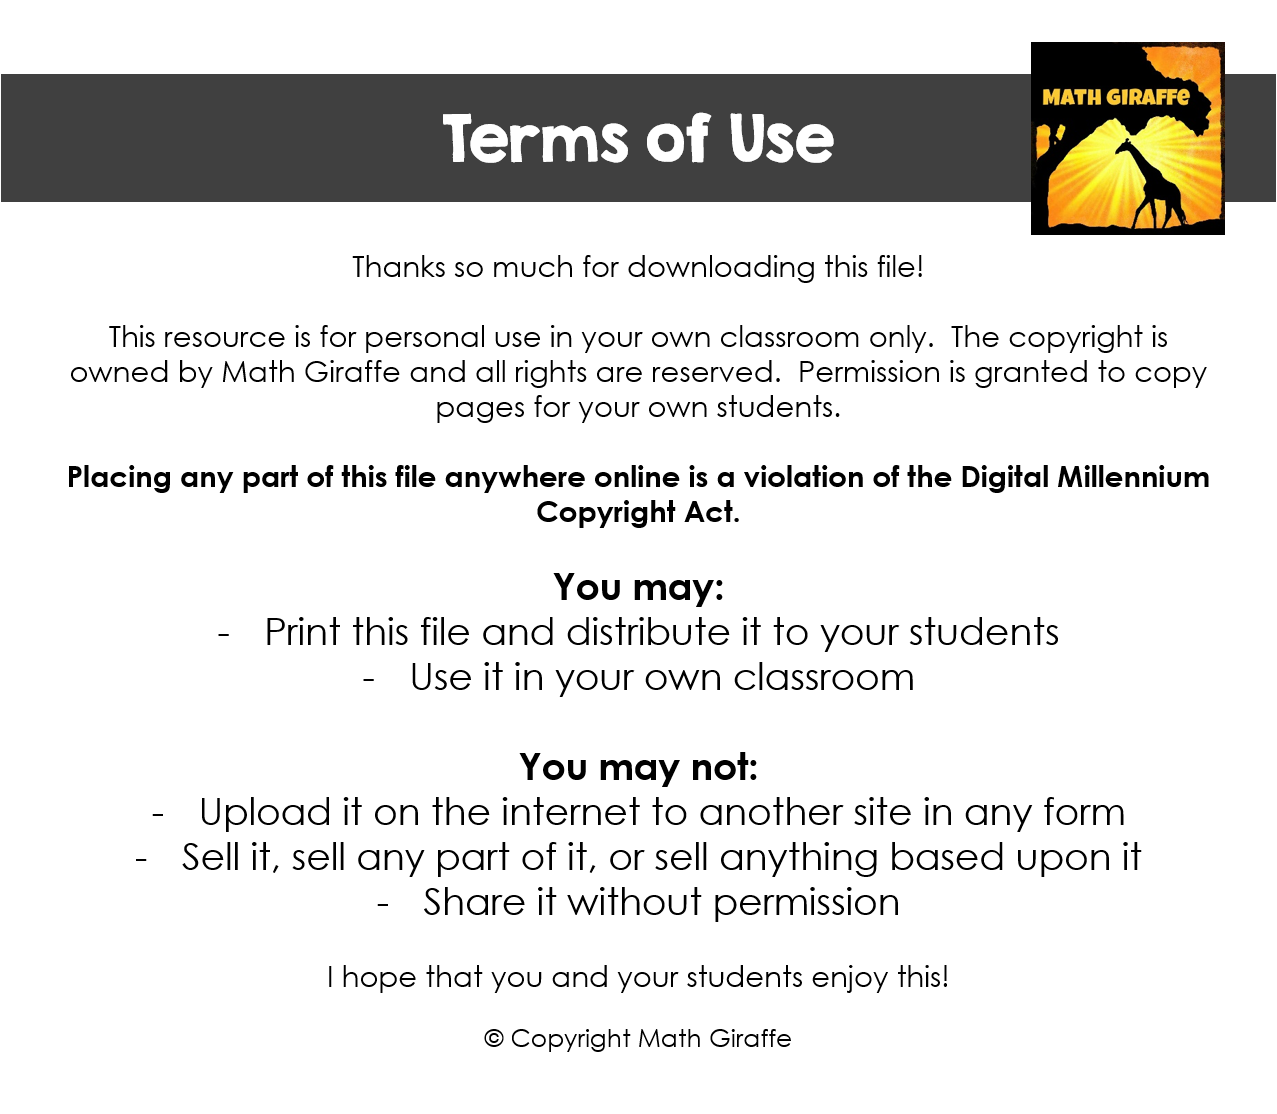 MATH GIRAFFE
Terms of Use
Thanks so much for downloading this file!
This resource is for personal use in your own classroom only.  The copyright is
owned by Math Giraffe and all rights are reserved.  Permission is granted to copy
pages for your own students.
Placing any part of this file anywhere online is a violation of the Digital Millennium
Copyright Act.
You may:
- Print this file and distribute it to your students
- Use it in your own classroom
You may not:
- Upload it on the internet to another site in any form
- Sell it, sell any part of it, or sell anything based upon it
- Share it without permission
I hope that you and your students enjoy this!
© Copyright Math Giraffe